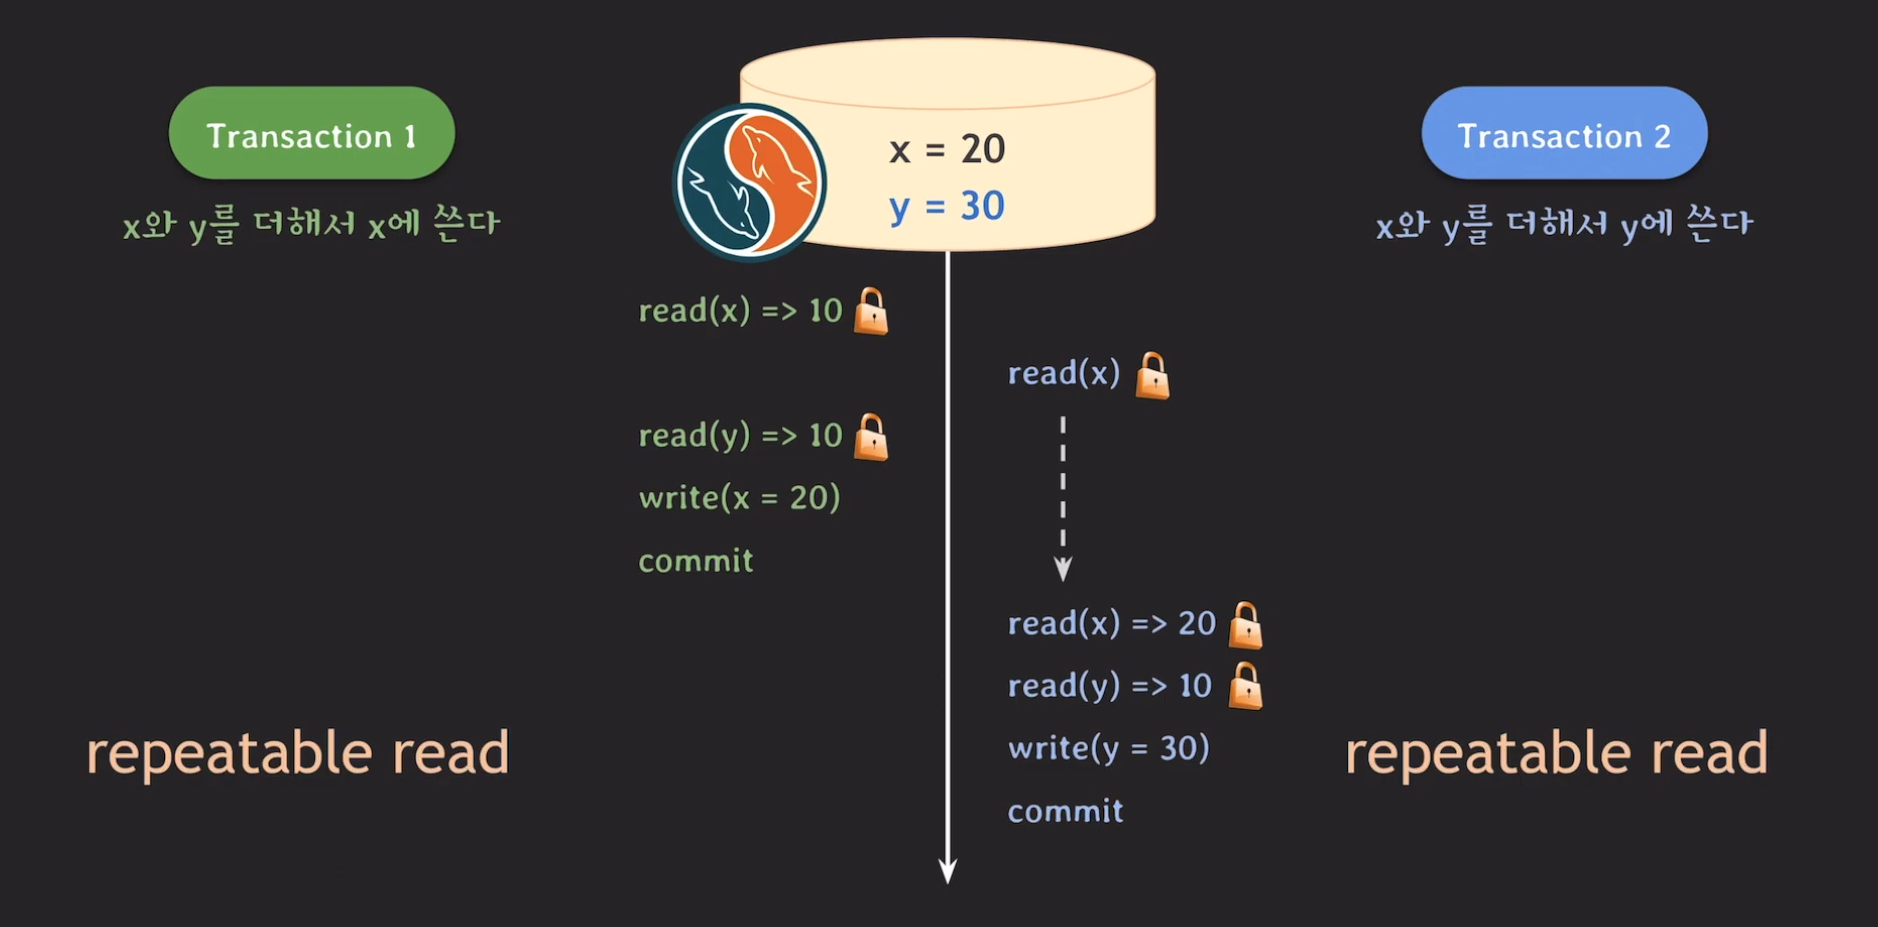 Transaction 1
x와 y를 더해서 x에 쓴다
x = 20
y = 30
Transaction 2
x와 y를 더해서 y에 쓴다
read(x) => 10
read(x)
read(y) => 10
write(x = 20)
commit
read(x) => 20
read(y) => 10
write(y = 30)
commit
repeatable read
repeatable read